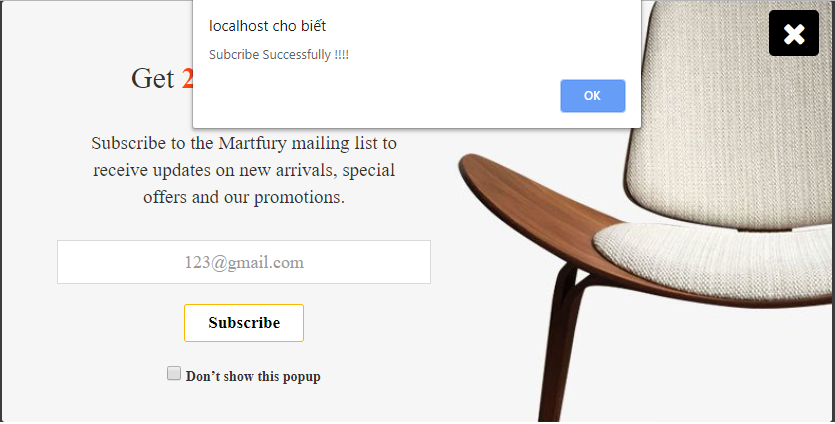 localhost cho biết
Subcribe Successfully !!!!
OK
Get 2
Subscribe to the Martfury mailing list to
receive updates on new arrivals, special
offers and our promotions.
123@gmail.com
Subscribe
Don’t show this popup